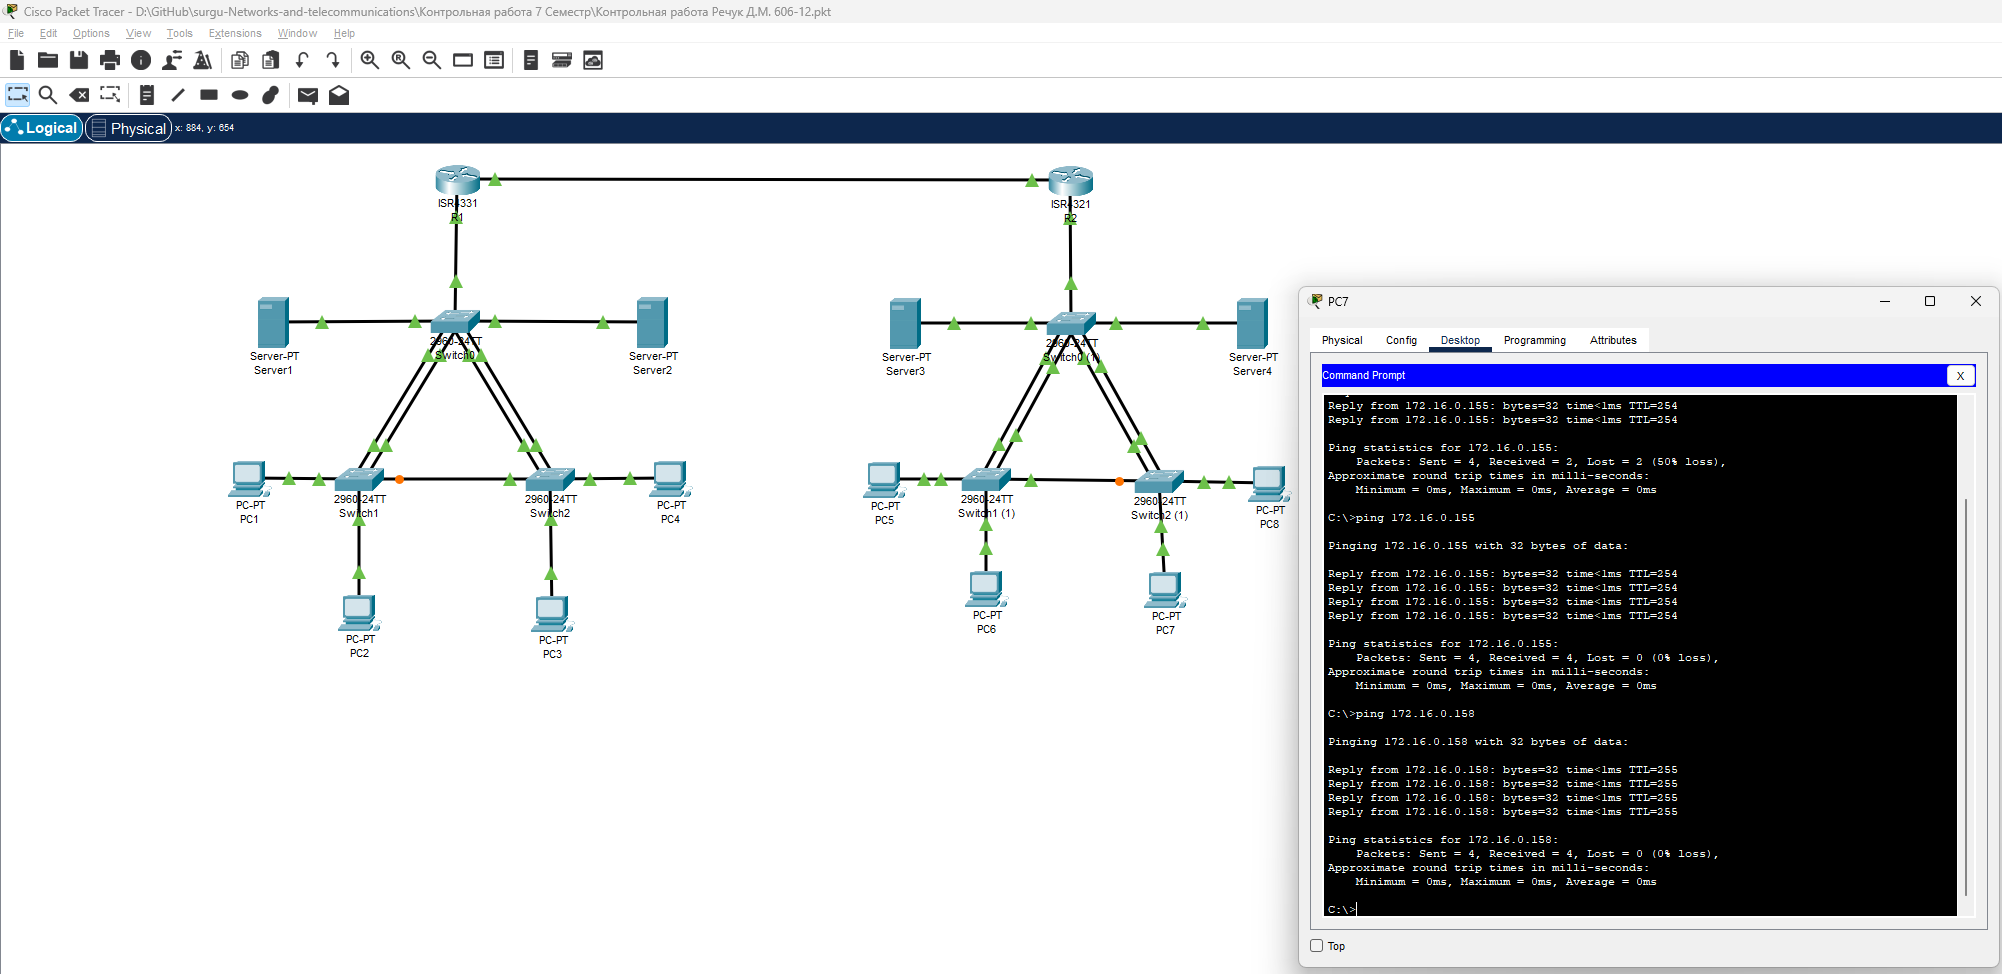 Cisco Packet Tracer - D:\GitHub\surgu-Networks-and-telecommunications\Контрольная работа 7 Семестр\Контрольная работа Речук Д.М. 606-12.pkt
File Edit Options View Tools Extensions Window Help
Logical Physical x: 884, y: 654
ISR4331
R1
ISR4321
R2
Server-PT
Server1
2960-24TT
Switch0
Server-PT
Server2
Server-PT
Server3
2960-24TT
Switch0 (1)
Server-PT
Server4
PC-PT
PC1
2960-24TT
Switch1
2960-24TT
Switch2
PC-PT
PC4
PC-PT
PC5
2960-24TT
Switch1 (1)
2960-24TT
Switch2 (1)
PC-PT
PC8
PC-PT
PC2
PC-PT
PC3
PC-PT
PC6
PC-PT
PC7
PC7
Physical Config Desktop Programming Attributes
Command Prompt X
Reply from 172.16.0.155: bytes=32 time<1ms TTL=254
Reply from 172.16.0.155: bytes=32 time<1ms TTL=254
Ping statistics for 172.16.0.155:
Packets: Sent = 4, Received = 2, Lost = 2 (50% loss),
Approximate round trip times in milli-seconds:
Minimum = 0ms, Maximum = 0ms, Average = 0ms
C:\>ping 172.16.0.155
Pinging 172.16.0.155 with 32 bytes of data:
Reply from 172.16.0.155: bytes=32 time<1ms TTL=254
Reply from 172.16.0.155: bytes=32 time<1ms TTL=254
Reply from 172.16.0.155: bytes=32 time<1ms TTL=254
Reply from 172.16.0.155: bytes=32 time<1ms TTL=254
Ping statistics for 172.16.0.155:
Packets: Sent = 4, Received = 4, Lost = 0 (0% loss),
Approximate round trip times in milli-seconds:
Minimum = 0ms, Maximum = 0ms, Average = 0ms
C:\>ping 172.16.0.158
Pinging 172.16.0.158 with 32 bytes of data:
Reply from 172.16.0.158: bytes=32 time<1ms TTL=255
Reply from 172.16.0.158: bytes=32 time<1ms TTL=255
Reply from 172.16.0.158: bytes=32 time<1ms TTL=255
Reply from 172.16.0.158: bytes=32 time<1ms TTL=255
Ping statistics for 172.16.0.158:
Packets: Sent = 4, Received = 4, Lost = 0 (0% loss),
Approximate round trip times in milli-seconds:
Minimum = 0ms, Maximum = 0ms, Average = 0ms
C:\>
Top